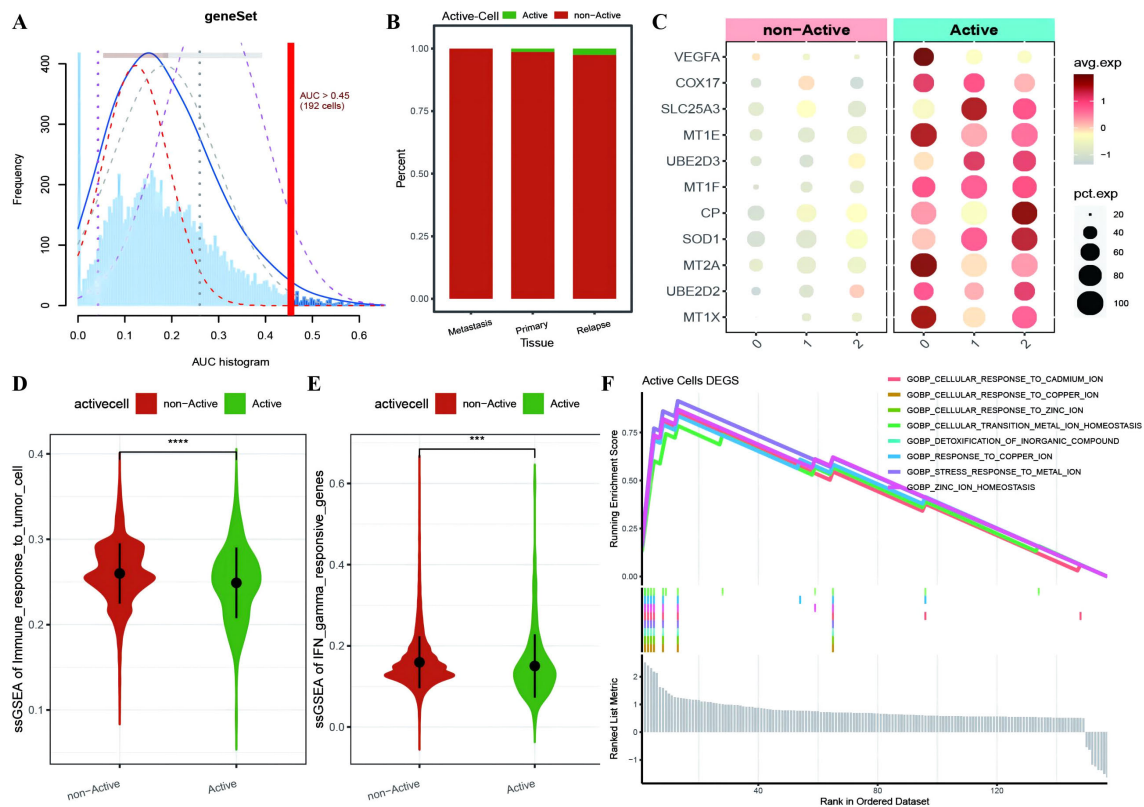 A
geneSet
AUC > 0.45
(192 cells)
Frequency
400
300
200
100
0
0.0 0.1 0.2 0.3 0.4 0.5 0.6
AUC histogram
B
Active-Cell Active non-Active
Percent
1.00
0.75
0.50
0.25
0.00
Metastasis Primary Relapse
Tissue
C
non-Active Active
VEGFA
COX17
SLC25A3
MT1E
UBE2D3
MT1F
CP
SOD1
MT2A
UBE2D2
MT1X
0 1 2 0 1 2
avg.exp
1
0
−1
pct.exp
20
40
60
80
100
D
activecell non-Active Active
ssGSEA of Immune_response_to_tumor_cell
****
0.4
0.3
0.2
0.1
non-Active Active
E
activecell non-Active Active
ssGSEA of IFN_gamma_responsive_genes
***
0.6
0.4
0.2
0.0
non-Active Active
F
Active Cells DEGS
GOBP_CELLULAR_RESPONSE_TO_CADMIUM_ION
GOBP_CELLULAR_RESPONSE_TO_COPPER_ION
GOBP_CELLULAR_RESPONSE_TO_ZINC_ION
GOBP_CELLULAR_TRANSITION_METAL_ION_HOMEOSTASIS
GOBP_DETOXIFICATION_OF_INORGANIC_COMPOUND
GOBP_RESPONSE_TO_COPPER_ION
GOBP_STRESS_RESPONSE_TO_METAL_ION
GOBP_ZINC_ION_HOMEOSTASIS
Running Enrichment Score
0.75
0.50
0.25
0.00
Ranked List Metric
2
1
0
−1
40 80 120
Rank in Ordered Dataset